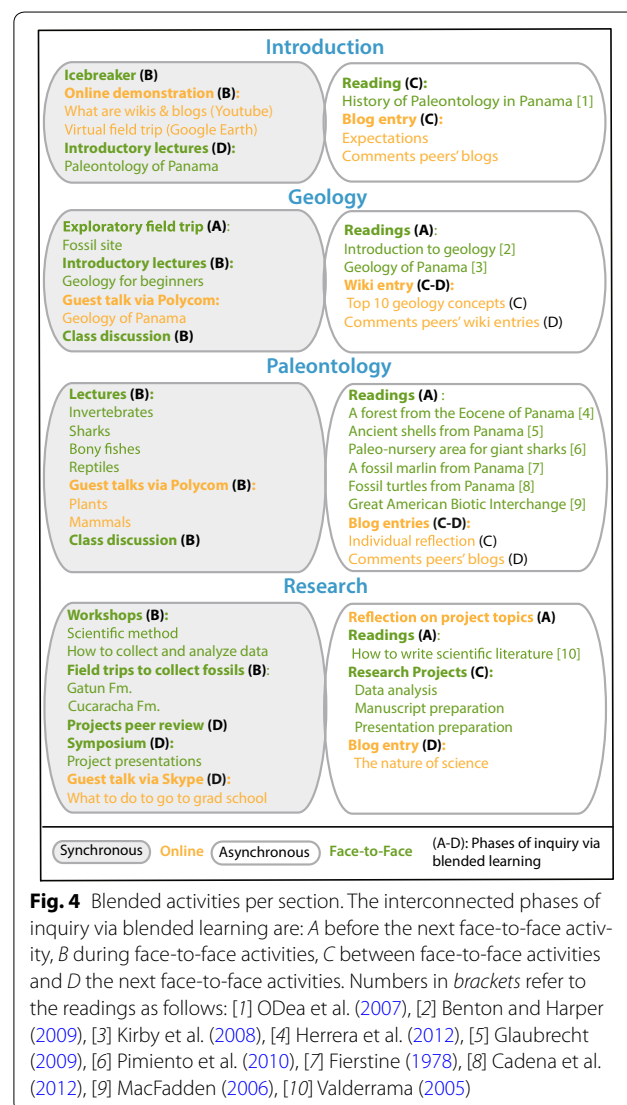 Introduction
Icebreaker (B)
Online demonstration (B):
What are wikis & blogs (Youtube)
Virtual field trip (Google Earth)
Introductory lectures (D):
Paleontology of Panama
Reading (C):
History of Paleontology in Panama [1]
Blog entry (C):
Expectations
Comments peers' blogs
Geology
Exploratory field trip (A):
Fossil site
Introductory lectures (B):
Geology for beginners
Guest talk via Polycom:
Geology of Panama
Class discussion (B)
Readings (A):
Introduction to geology [2]
Geology of Panama [3]
Wiki entry (C-D):
Top 10 geology concepts (C)
Comments peers' wiki entries (D)
Paleontology
Lectures (B):
Invertebrates
Sharks
Bony fishes
Reptiles
Guest talks via Polycom (B):
Plants
Mammals
Class discussion (B)
Readings (A) :
A forest from the Eocene of Panama [4]
Ancient shells from Panama [5]
Paleo-nursery area for giant sharks [6]
A fossil marlin from Panama [7]
Fossil turtles from Panama [8]
Great American Biotic Interchange [9]
Blog entries (C-D):
Individual reflection (C)
Comments peers' blogs (D)
Research
Workshops (B):
Scientific method
How to collect and analyze data
Field trips to collect fossils (B):
Gatun Fm.
Cucaracha Fm.
Projects peer review (D)
Symposium (D):
Project presentations
Guest talk via Skype (D):
What to do to go to grad school
Reflection on project topics (A)
Readings (A):
How to write scientific literature [10]
Research Projects (C):
Data analysis
Manuscript preparation
Presentation preparation
Blog entry (D):
The nature of science
Synchronous Online Asynchronous Face-to-Face (A-D): Phases of inquiry via
blended learning
Fig. 4 Blended activities per section. The interconnected phases of
inquiry via blended learning are: A before the next face-to-face activ-
ity, B during face-to-face activities, C between face-to-face activities
and D the next face-to-face activities. Numbers in brackets refer to
the readings as follows: [1] ODea et al. (2007), [2] Benton and Harper
(2009), [3] Kirby et al. (2008), [4] Herrera et al. (2012), [5] Glaubrecht
(2009), [6] Pimiento et al. (2010), [7] Fierstine (1978), [8] Cadena et al.
(2012), [9] MacFadden (2006), [10] Valderrama (2005)